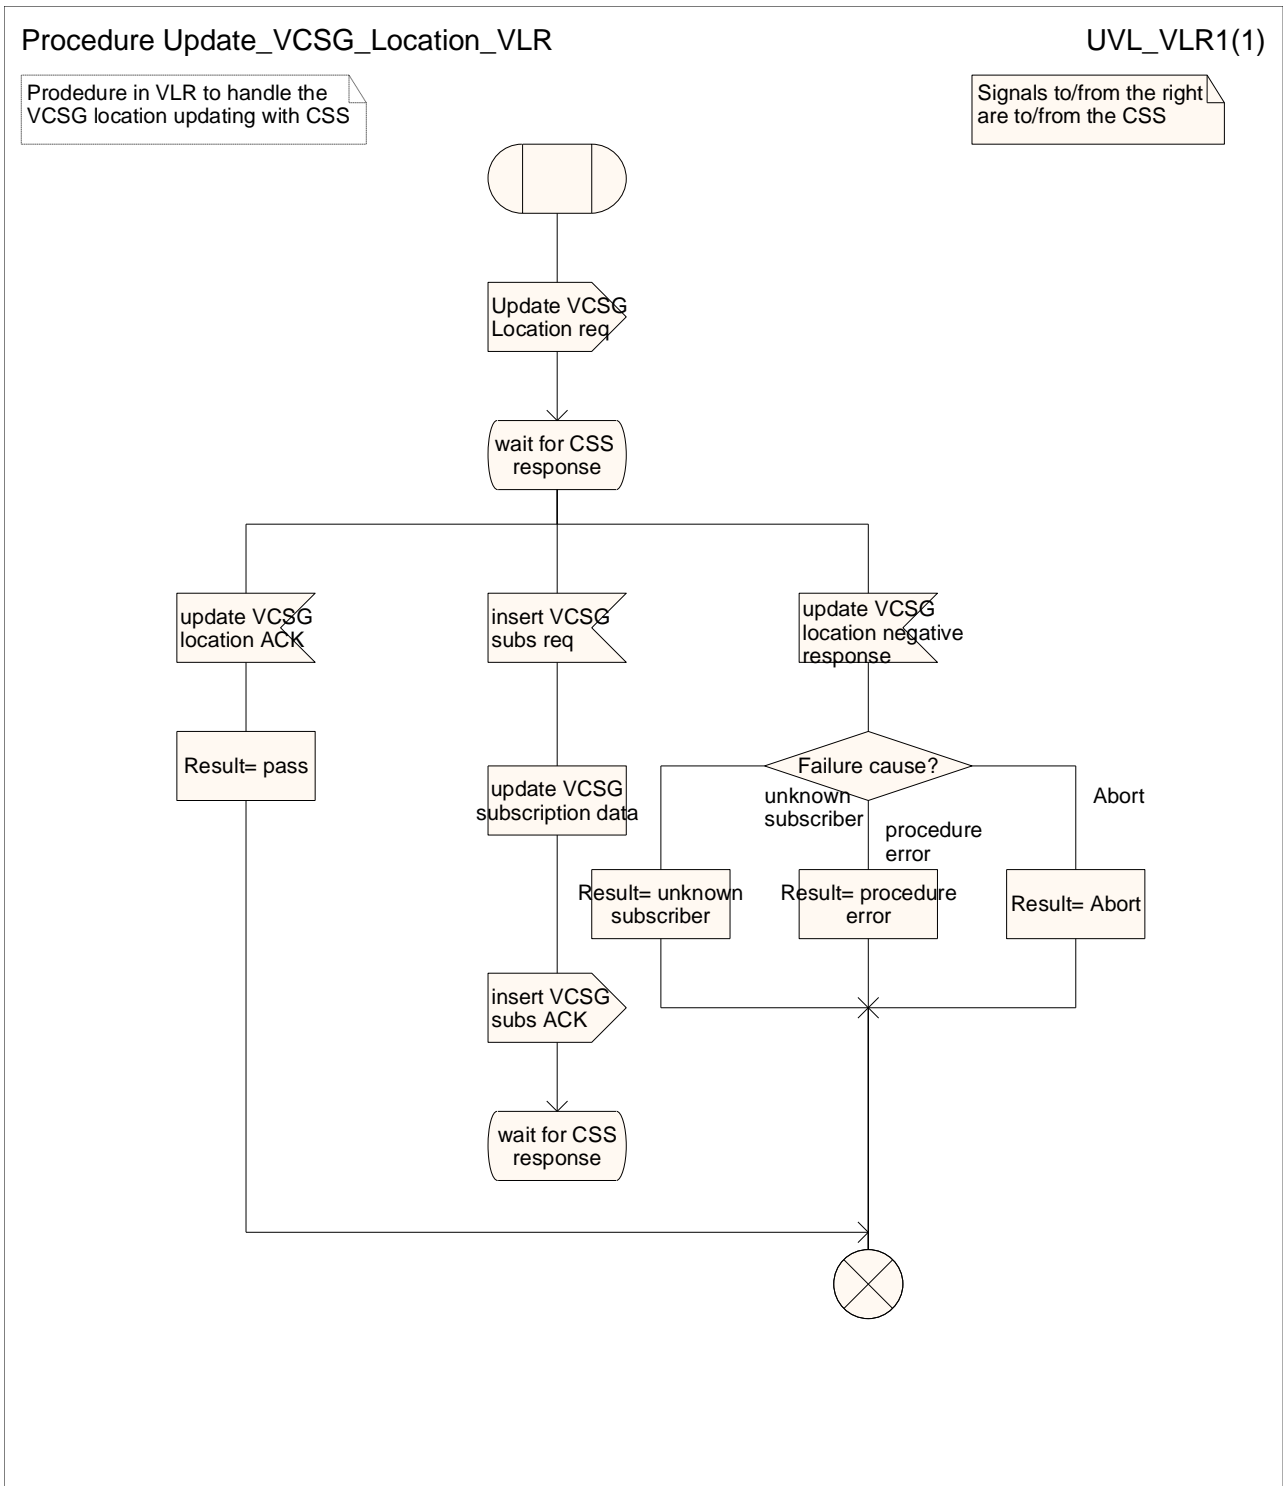 Procedure Update_VCSG_Location_VLR
UVL_VLR1(1)
Prodedure in VLR to handle the
VCSG location updating with CSS
Signals to/from the right
are to/from the CSS
Update VCSG
Location req
wait for CSS
response
update VCSG
location ACK
insert VCSG
subs req
update VCSG
location negative
response
Result= pass
update VCSG
subscription data
Failure cause?
unknown
subscriber
procedure
error
Abort
Result= unknown
subscriber
Result= procedure
error
Result= Abort
insert VCSG
subs ACK
wait for CSS
response